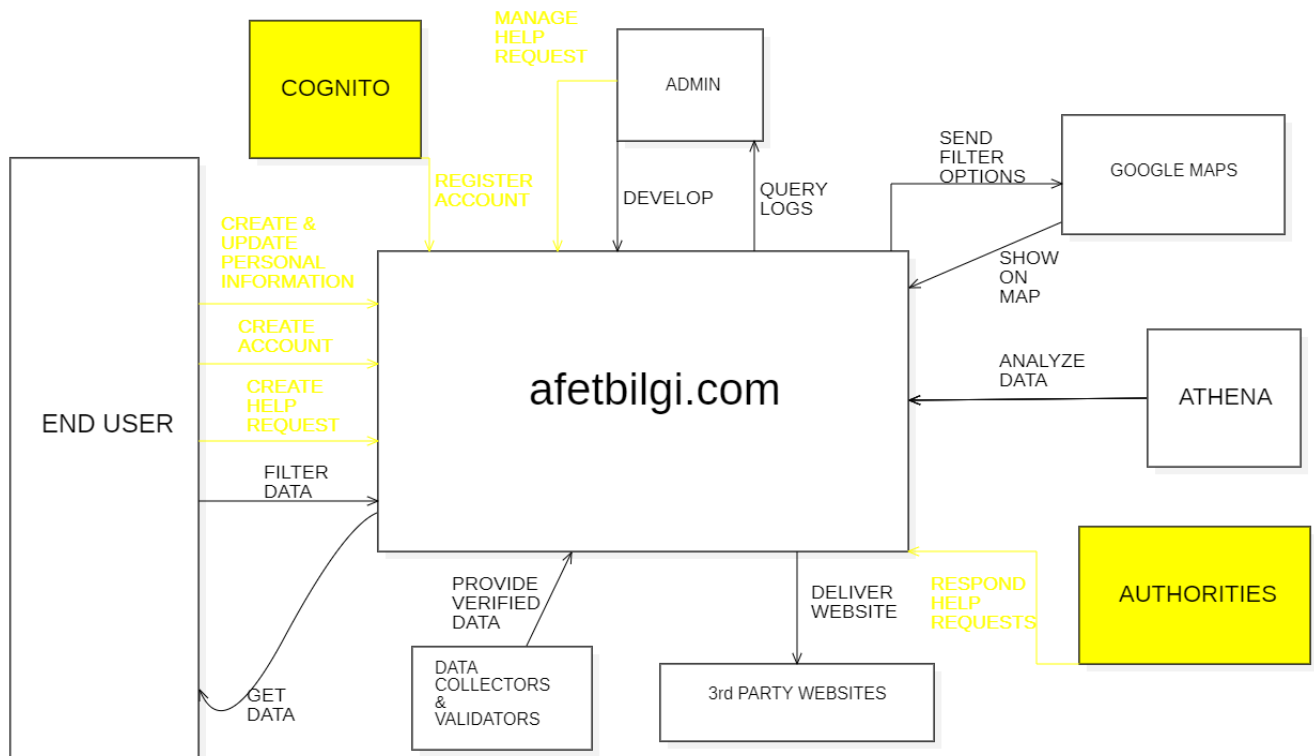 MANAGE
HELP
REQUEST
COGNITO
ADMIN
SEND
FILTER
OPTIONS
GOOGLE MAPS
REGISTER
ACCOUNT
DEVELOP
QUERY
LOGS
CREATE &
UPDATE
PERSONAL
INFORMATION
SHOW
ON
MAP
CREATE
ACCOUNT
ANALYZE
DATA
afetbilgi.com
ATHENA
CREATE
HELP
REQUEST
END USER
FILTER
DATA
PROVIDE
VERIFIED
DATA
DELIVER
WEBSITE
RESPOND
HELP
REQUESTS
AUTHORITIES
GET
DATA
DATA
COLLECTORS
&
VALIDATORS
3rd PARTY WEBSITES